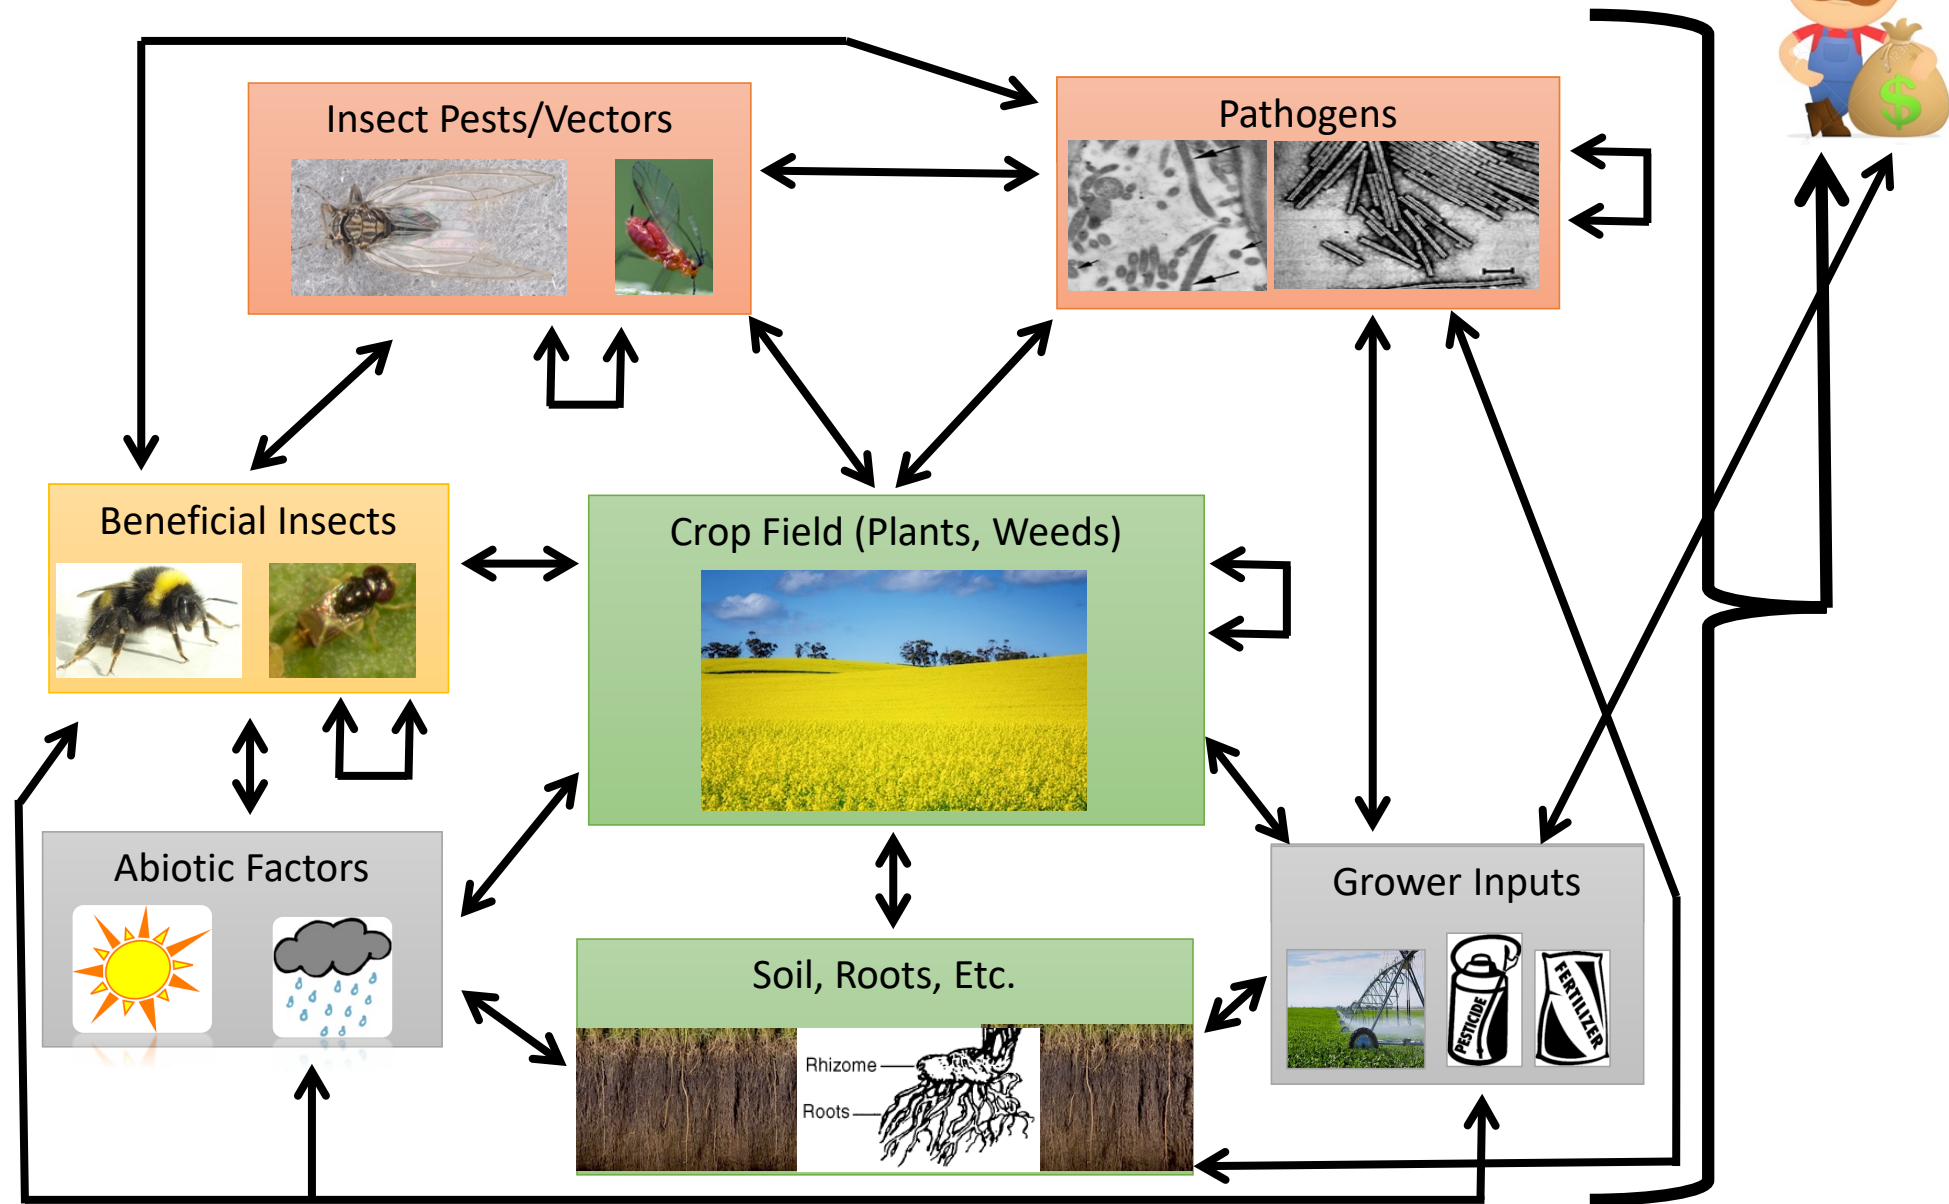 Insect Pests/Vectors
Pathogens
$
Beneficial Insects
Crop Field (Plants, Weeds)
Abiotic Factors
Grower Inputs
PESTICIDE
FERTILIZER
Soil, Roots, Etc.
Rhizome
Roots